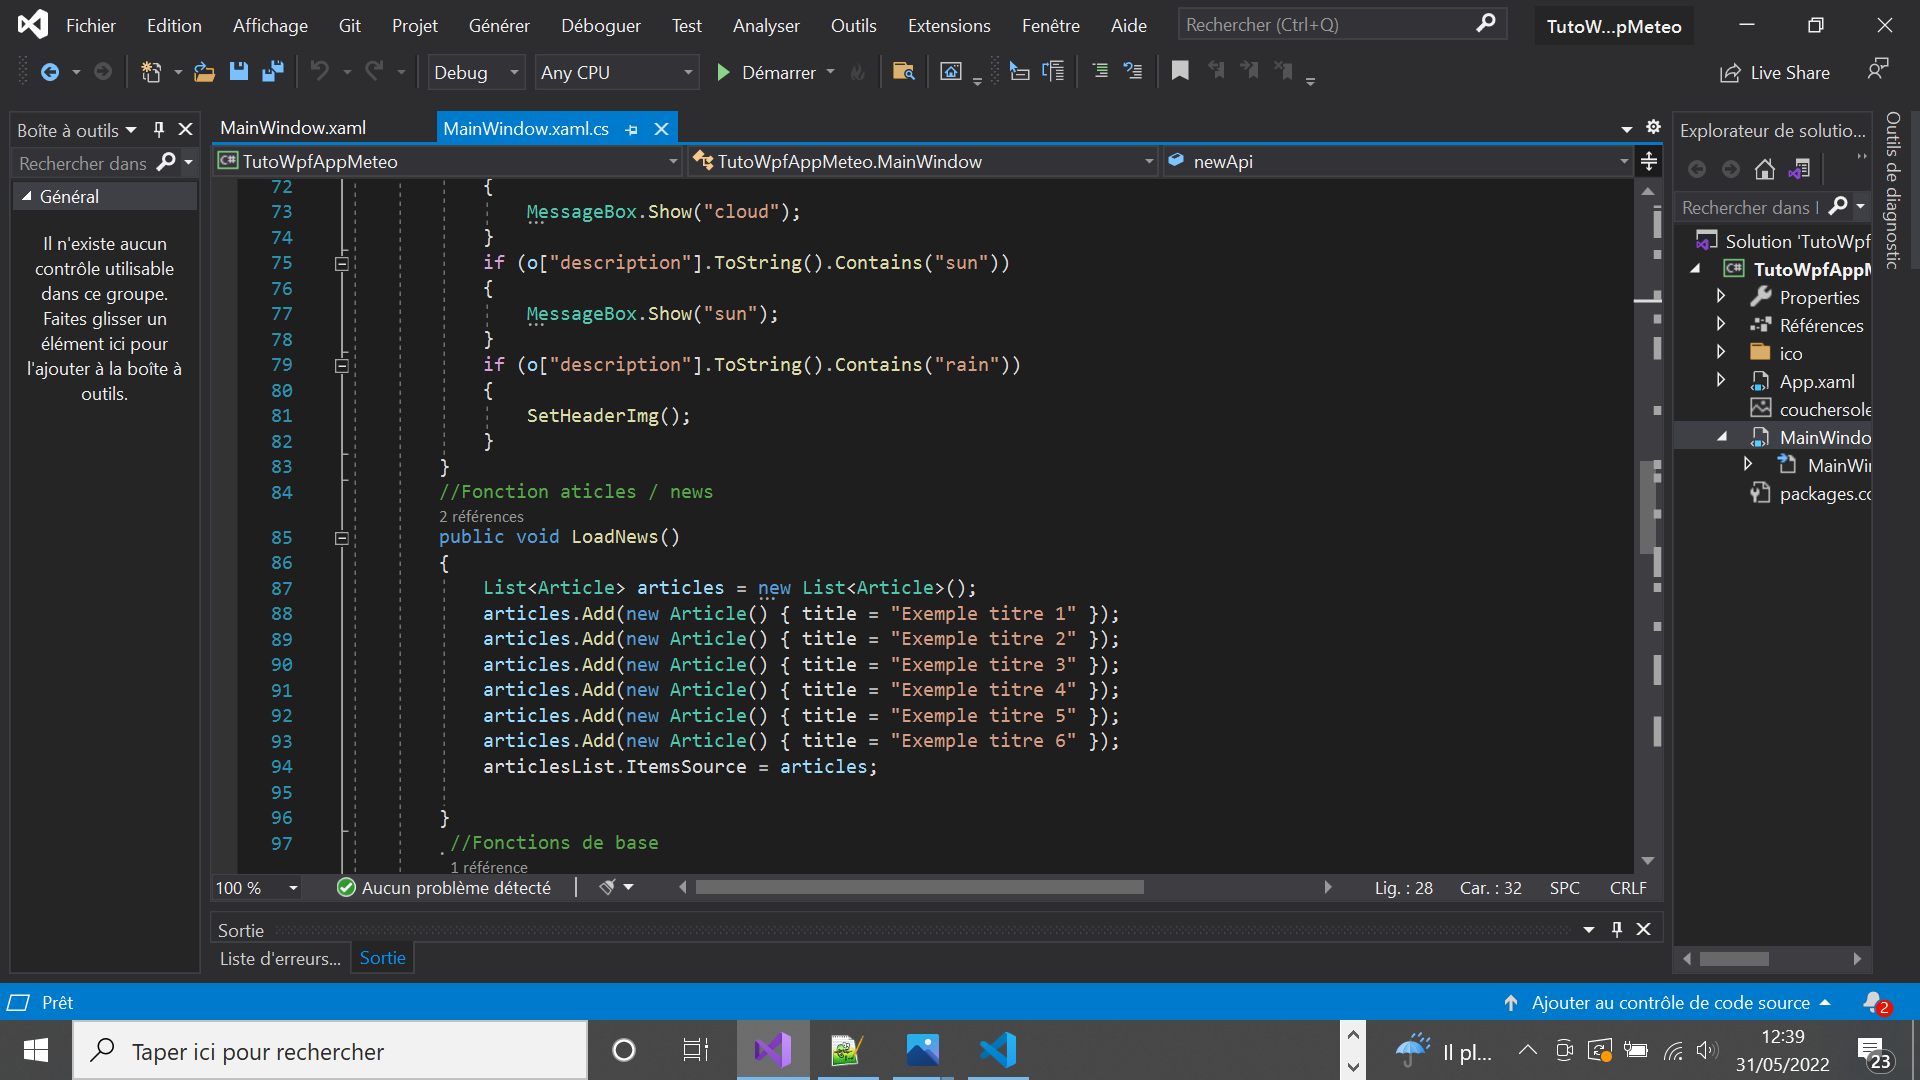 Fichier Edition Affichage Git Projet Générer Déboguer Test Analyser Outils Extensions Fenêtre Aide Rechercher (Ctrl+Q) TutoW...pMeteo
Debug Any CPU Démarrer Live Share
Boîte à outils
Rechercher dans
Général
Il n'existe aucun
contrôle utilisable
dans ce groupe.
Faites glisser un
élément ici pour
l'ajouter à la boîte à
outils.
MainWindow.xaml MainWindow.xaml.cs
TutoWpfAppMeteo TutoWpfAppMeteo.MainWindow newApi
72 {
73 MessageBox.Show("cloud");
74 }
75 if (o["description"].ToString().Contains("sun"))
76 {
77 MessageBox.Show("sun");
78 }
79 if (o["description"].ToString().Contains("rain"))
80 {
81 SetHeaderImg();
82 }
83 }
84 //Fonction aticles / news
2 références
85 public void LoadNews()
86 {
87 List<Article> articles = new List<Article>();
88 articles.Add(new Article() { title = "Exemple titre 1" });
89 articles.Add(new Article() { title = "Exemple titre 2" });
90 articles.Add(new Article() { title = "Exemple titre 3" });
91 articles.Add(new Article() { title = "Exemple titre 4" });
92 articles.Add(new Article() { title = "Exemple titre 5" });
93 articles.Add(new Article() { title = "Exemple titre 6" });
94 articlesList.ItemsSource = articles;
95
96 }
97 //Fonctions de base
1 référence
100 % Aucun problème détecté Lig. : 28 Car. : 32 SPC CRLF
Sortie
Liste d'erreurs... Sortie
Explorateur de solutio...
Rechercher dans l
Solution 'TutoWpf
C# TutoWpfAppM
Properties
Références
ico
App.xaml
couchersole
MainWindo
MainWin
packages.co
Outils de diagnostic
Prêt Ajouter au contrôle de code source 2
Taper ici pour rechercher
Il pl... 12:39
31/05/2022 23